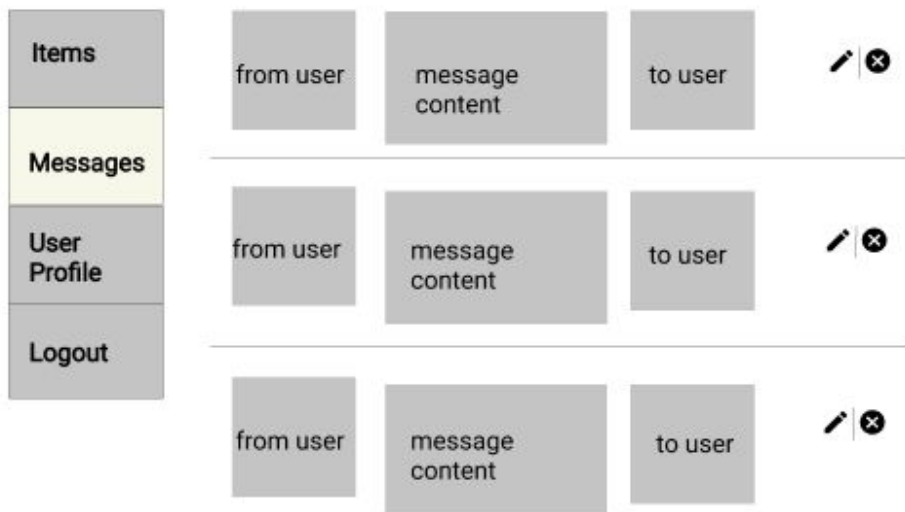 Items
Messages
User
Profile
Logout
from user
message
content
to user
from user
message
content
to user
from user
message
content
to user